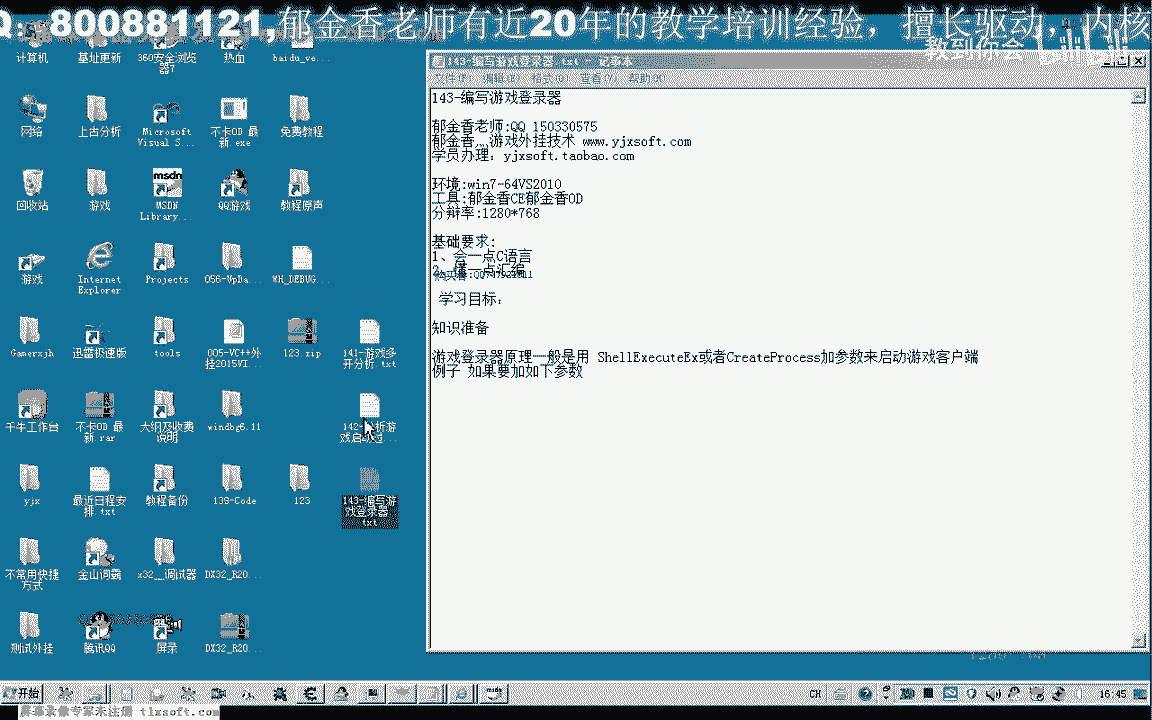 Q：800881121,郁金香老师有近20年的教学培训经验，擅长驱动，内核
教到你会
计算机
基址更新
360安全浏览器7
热血
baidu_ve...
143-编写游戏登录器.txt - 记事本
文件(F) 编辑(E) 格式(O) 查看(V) 帮助(H)
143-编写游戏登录器
郁金香老师:QQ 150330575
郁金香灬游戏外挂技术 www.yjxsoft.com
学员办理：yjxsoft.taobao.com
环境:win7-64VS2010
工具:郁金香CE郁金香OD
分辩率:1280*768
基础要求:
1、会一点C语言
2、懂一点汇编
学习目标：
知识准备
游戏登录器原理一般是用 ShellExecuteEx或者CreateProcess加参数来启动游戏客户端
例子 如果要加如下参数
网络
上古分析
Microsoft Visual S...
不卡OD 最新.exe
免费教程
回收站
游戏
MSDN Library...
QQ游戏
教程原声
游戏
Internet Explorer
Projects
056-UpDa...
WH_DEBUG...
Gamerxjh
迅雷极速版
tools
005-VC++外挂2015VI...
123.zip
141-游戏多开分析.txt
千牛工作台
不卡OD 最新.rar
大纲及收费说明
windbg6.11
yjx
最近日程安排.txt
教程备份
139-Code
123
143-编写游戏登录器.txt
不常用快捷方式
金山词霸
x32__调试器
DX32_R20...
测试外挂
腾讯QQ
屏录
DX32_R20...
开始
CH
16:45
屏幕录像专家未注册 tlxsoft.com